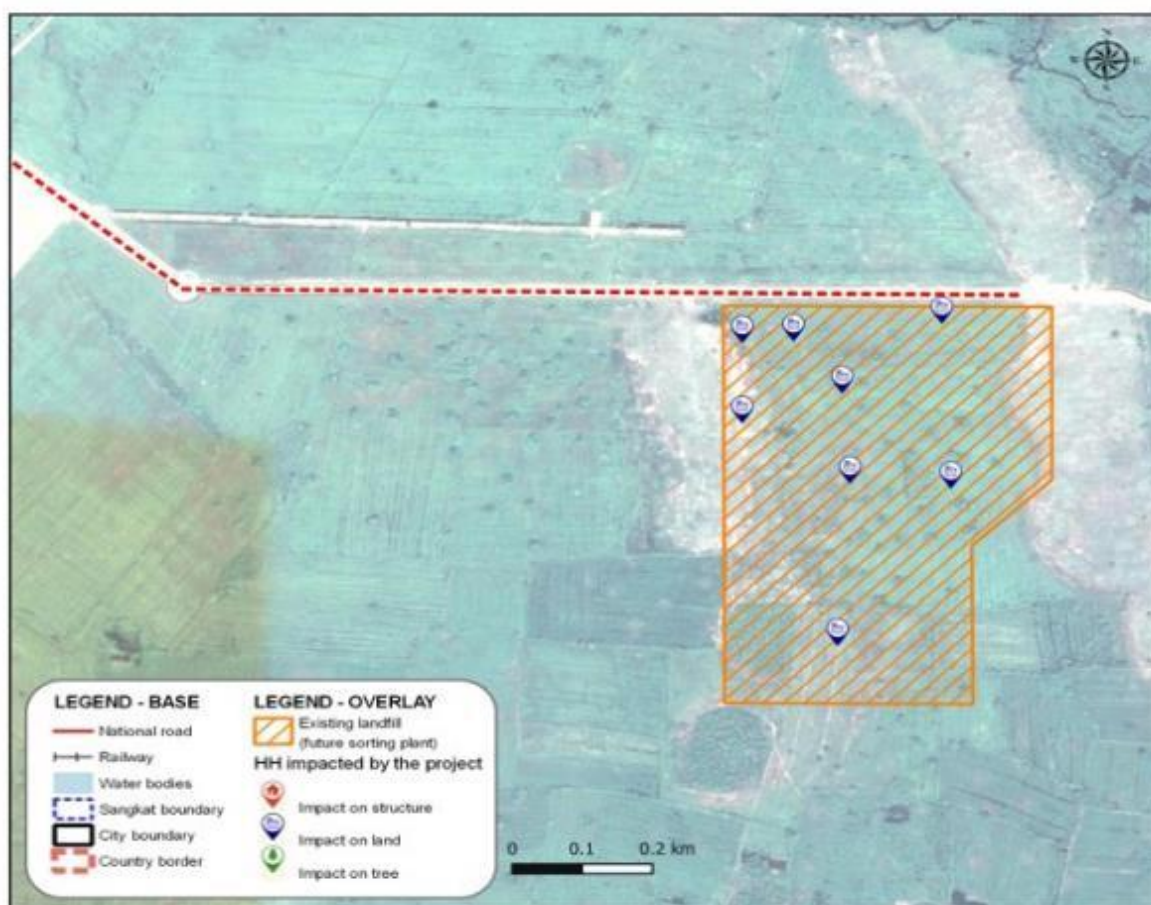 N
W
E
LEGEND - BASE
National road
Railway
Water bodies
Sangkat boundary
City boundary
Country border
LEGEND - OVERLAY
Existing landfill
(future sorting plant)
HH impacted by the project
Impact on structure
Impact on land
Impact on tree
0 0.1 0.2 km